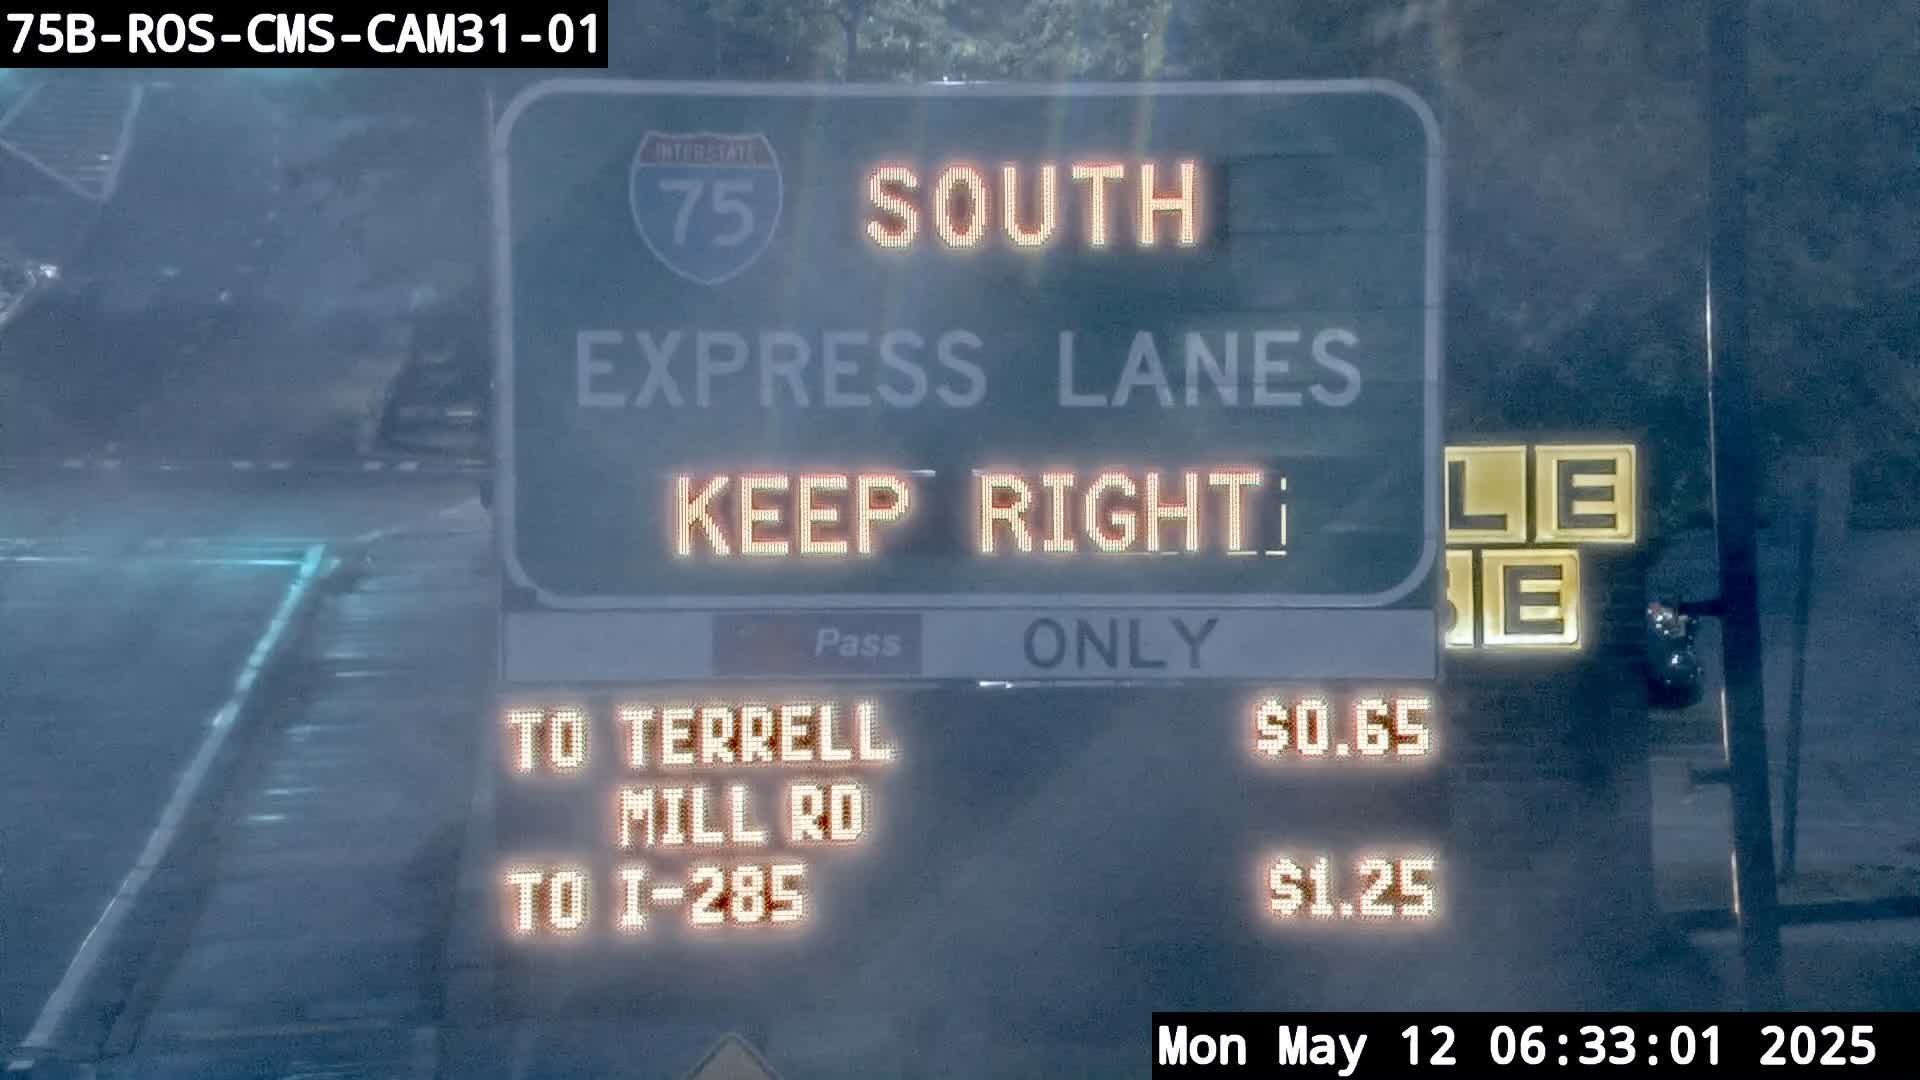 75B-ROS-CMS-CAM31-01
INTERSTATE
75
SOUTH
EXPRESS LANES
KEEP RIGHT
Pass ONLY
LE
E
TO TERRELL $0.65
MILL RD
TO I-285 $1.25
Mon May 12 06:33:01 2025